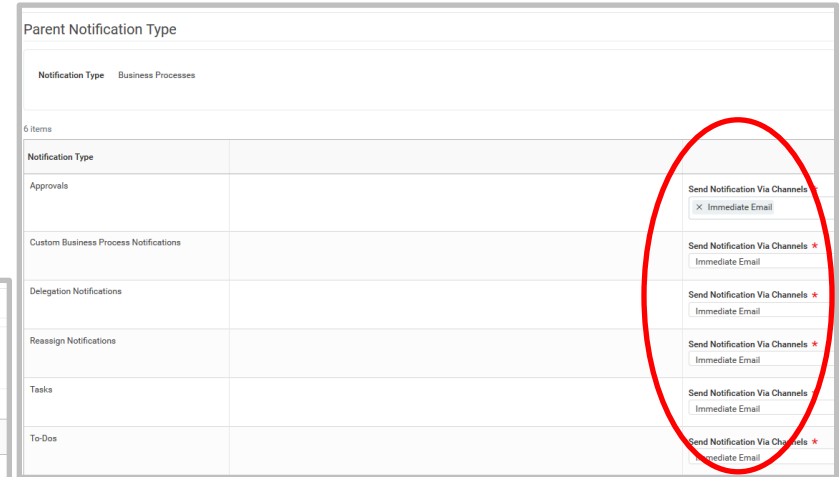 Parent Notification Type
Notification Type Business Processes
6 items
Notification Type
Approvals
Send Notification Via Channels *
× Immediate Email
Custom Business Process Notifications
Send Notification Via Channels *
Immediate Email
Delegation Notifications
Send Notification Via Channels *
Immediate Email
Reassign Notifications
Send Notification Via Channels *
Immediate Email
Tasks
Send Notification Via Channels *
Immediate Email
To-Dos
Send Notification Via Channels *
Immediate Email